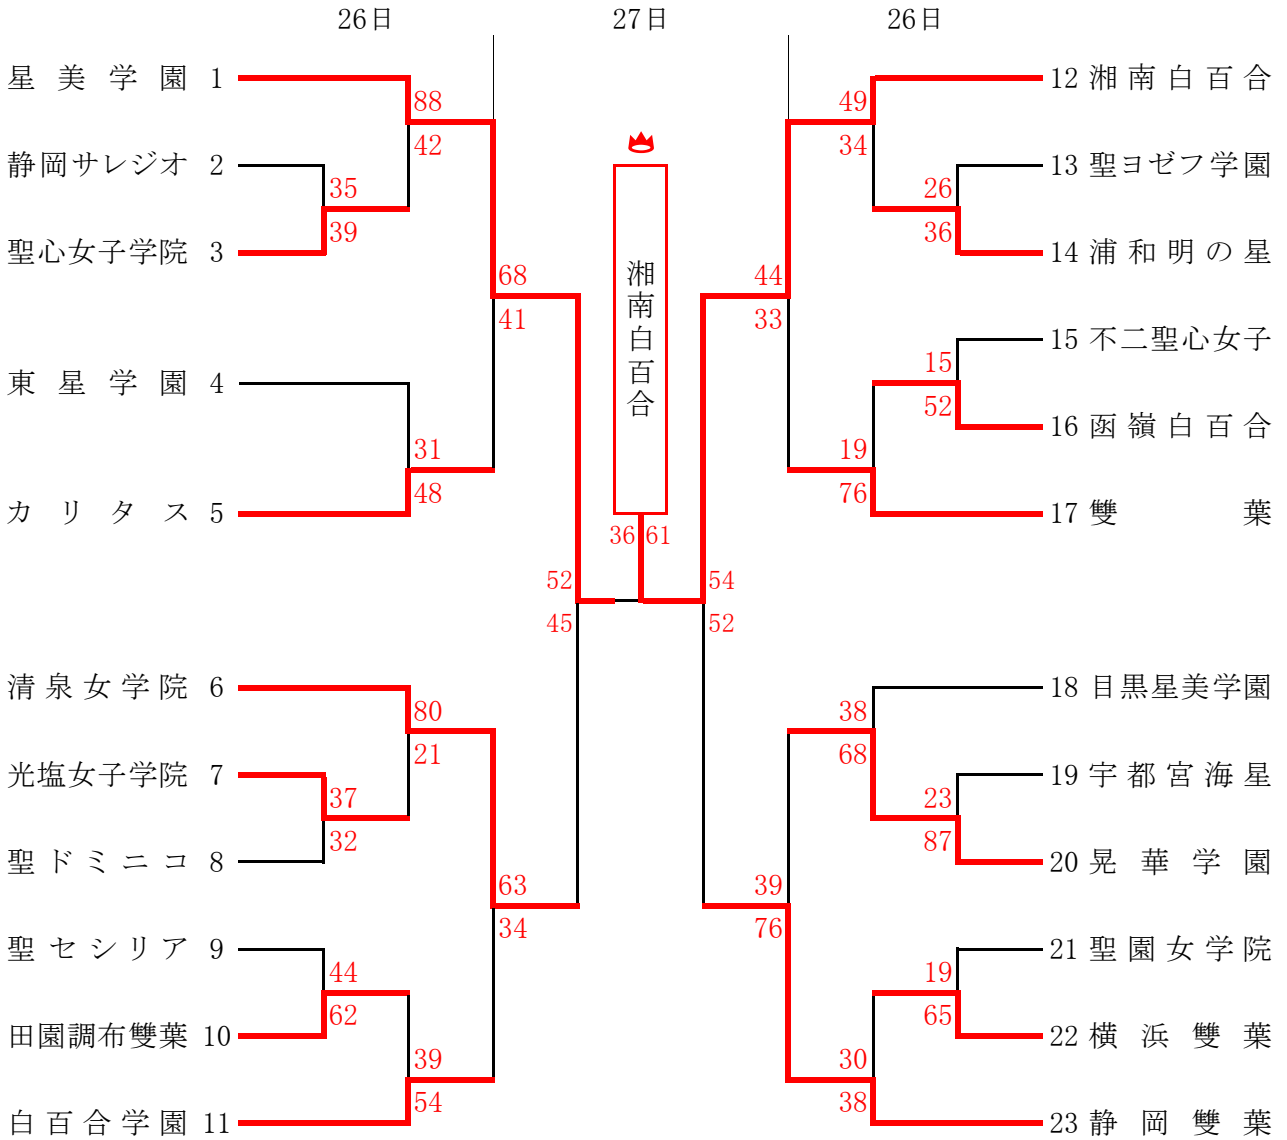 26日 27日 26日
星美学園 1
88
42
静岡サレジオ 2
35
39
聖心女子学院 3
68
41
東星学園 4
31
48
カリタス 5
52
45
清泉女学院 6
80
21
光塩女子学院 7
37
32
聖ドミニコ 8
63
34
聖セシリア 9
44
62
田園調布雙葉 10
39
54
白百合学園 11
湘南白百合
36 61
12 湘南白百合
49
34
13 聖ヨゼフ学園
26
36
14 浦和明の星
44
33
15 不二聖心女子
15
52
16 函嶺白百合
19
76
17 雙葉
54
52
18 目黒星美学園
38
68
19 宇都宮海星
23
87
20 晃華学園
39
76
21 聖園女学院
19
65
22 横浜雙葉
30
38
23 静岡雙葉